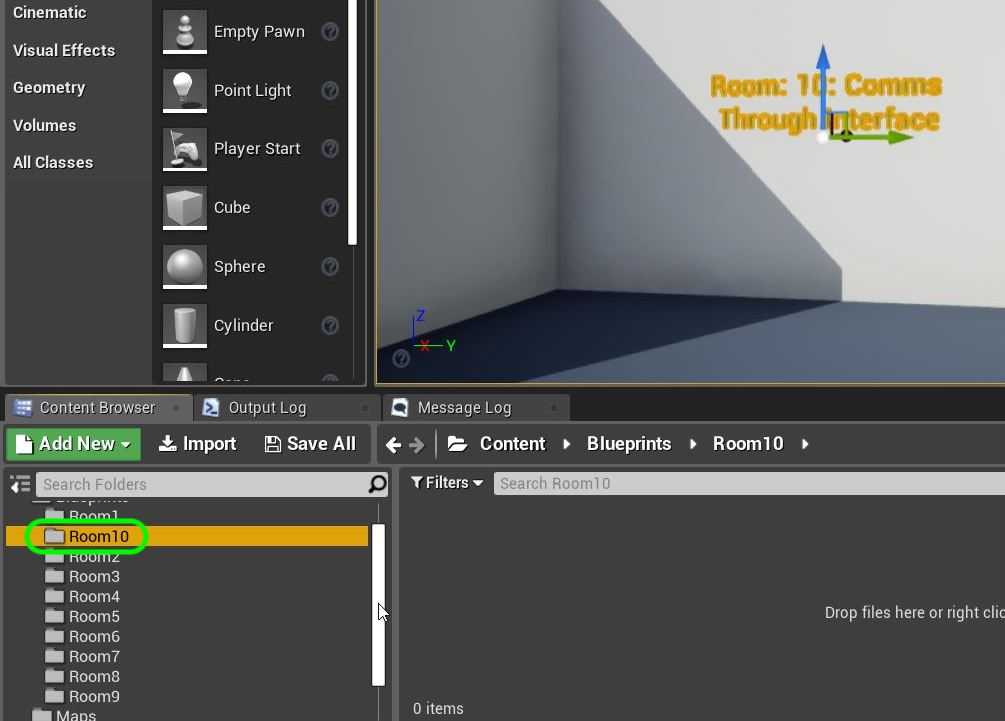 Cinematic
Visual Effects
Geometry
Volumes
All Classes
Empty Pawn
Point Light
Player Start
Cube
Sphere
Cylinder
Room: 10: Comms
Through interface
Z
X
Y
Content Browser
Output Log
Message Log
Add New
Import
Save All
Content
Blueprints
Room10
Search Folders
Filters
Search Room10
Blueprints
Room1
Room10
Room2
Room3
Room4
Room5
Room6
Room7
Room8
Room9
Maps
Drop files here or right clic
0 items